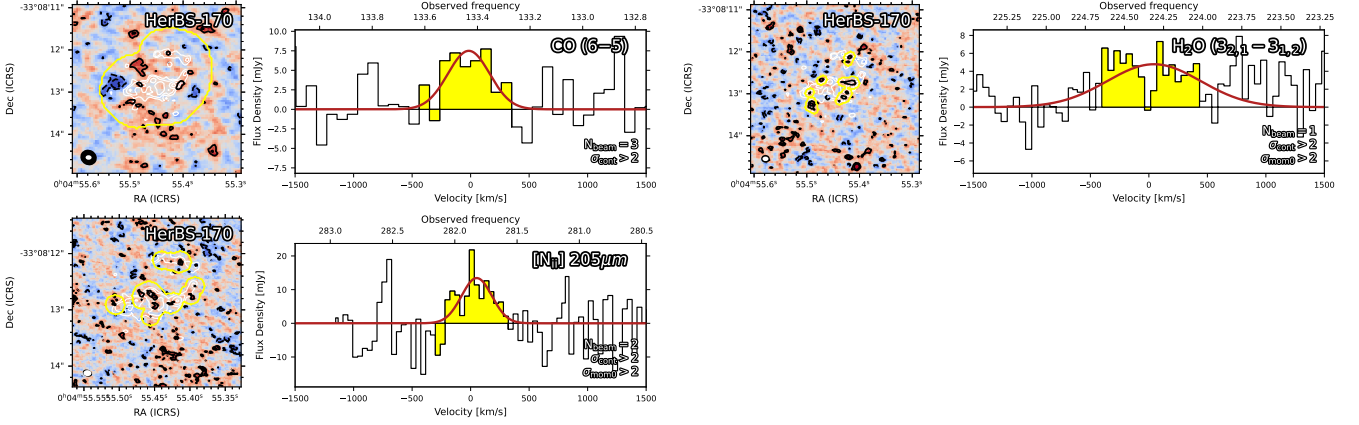 HerBS-170
-33°08'11"
12"
13"
14"
Dec (ICRS)
0ʰ04ᵐ55.6ˢ 55.5ˢ 55.4ˢ 55.3ˢ
RA (ICRS)
Observed frequency
134.0 133.8 133.6 133.4 133.2 133.0 132.8
CO (6−5)
10.0
7.5
5.0
2.5
0.0
−2.5
−5.0
−7.5
Flux Density [mJy]
N_beam = 3
σ_cont > 2
−1500 −1000 −500 0 500 1000 1500
Velocity [km/s]
HerBS-170
-33°08'11"
12"
13"
14"
Dec (ICRS)
0ʰ04ᵐ55.6ˢ 55.5ˢ 55.4ˢ 55.3ˢ
RA (ICRS)
Observed frequency
225.25 225.00 224.75 224.50 224.25 224.00 223.75 223.50 223.25
H₂O (3₂,₁ − 3₁,₂)
8
6
4
2
0
−2
−4
−6
Flux Density [mJy]
N_beam = 1
σ_cont > 2
σ_mom0 > 2
−1500 −1000 −500 0 500 1000 1500
Velocity [km/s]
HerBS-170
-33°08'12"
13"
14"
Dec (ICRS)
0ʰ04ᵐ55.55ˢ 55.50ˢ 55.45ˢ 55.40ˢ 55.35ˢ
RA (ICRS)
Observed frequency
283.0 282.5 282.0 281.5 281.0 280.5
[Nii] 205μm
20
10
0
−10
Flux Density [mJy]
N_beam = 2
σ_cont > 2
σ_mom0 > 2
−1500 −1000 −500 0 500 1000 1500
Velocity [km/s]